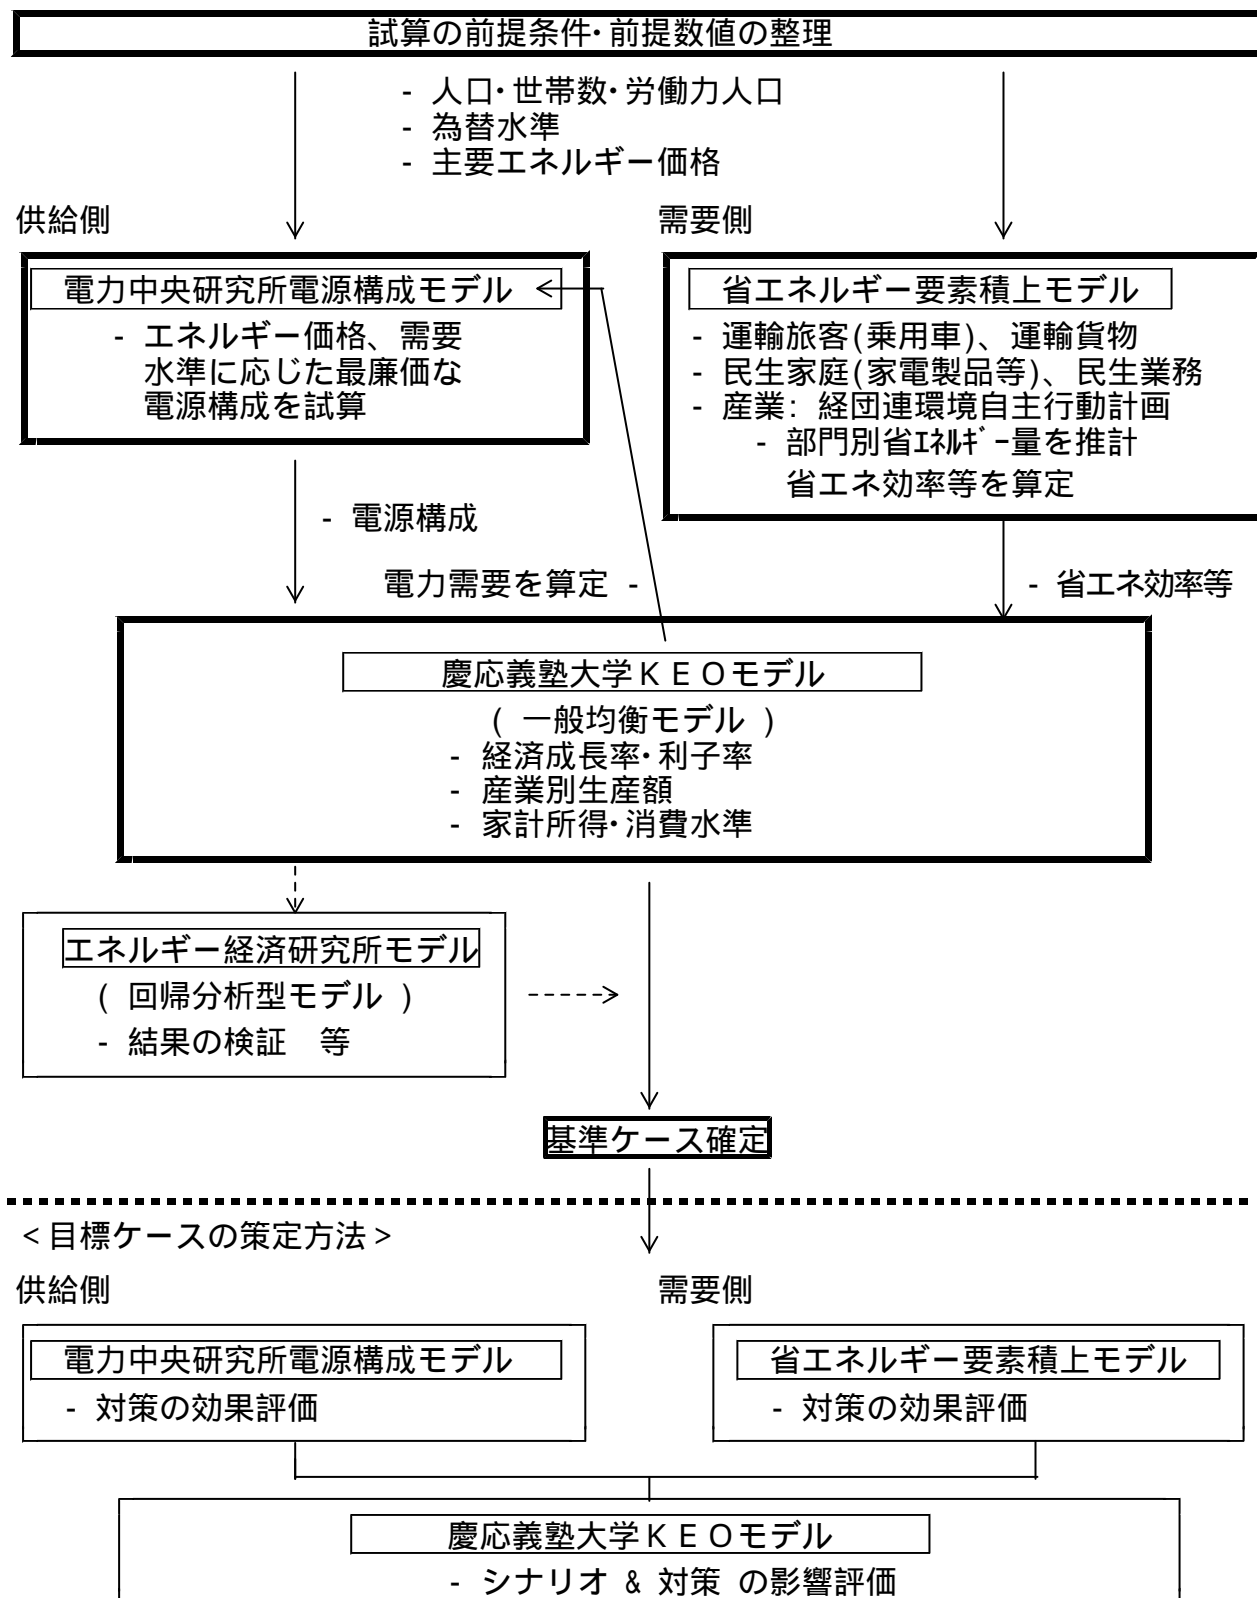 試算の前提条件・前提数値の整理
- 人口・世帯数・労働力人口
- 為替水準
- 主要エネルギー価格
供給側
需要側
電力中央研究所電源構成モデル
- エネルギー価格、需要
水準に応じた最廉価な
電源構成を試算
省エネルギー要素積上モデル
- 運輸旅客(乗用車)、運輸貨物
- 民生家庭(家電製品等)、民生業務
- 産業: 経団連環境自主行動計画
- 部門別省ｴﾈﾙｷﾞｰ量を推計
省エネ効率等を算定
- 電源構成
電力需要を算定 -
- 省エネ効率等
慶応義塾大学ＫＥＯモデル
( 一般均衡モデル )
- 経済成長率・利子率
- 産業別生産額
- 家計所得・消費水準
エネルギー経済研究所モデル
( 回帰分析型モデル )
- 結果の検証　等
基準ケース確定
<目標ケースの策定方法>
供給側
需要側
電力中央研究所電源構成モデル
- 対策の効果評価
省エネルギー要素積上モデル
- 対策の効果評価
慶応義塾大学ＫＥＯモデル
- シナリオ & 対策 の影響評価